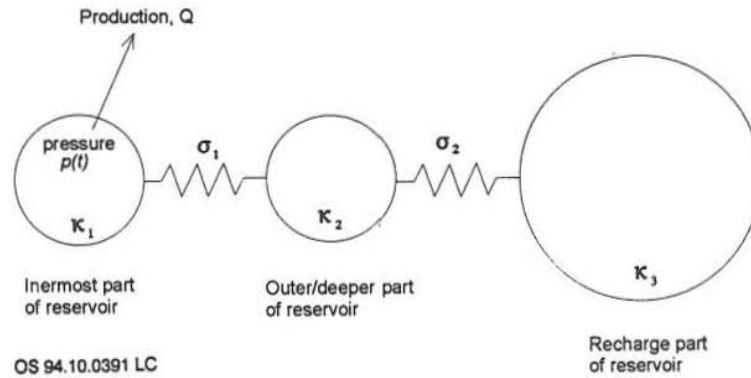 Production, Q
pressure
p(t)
σ₁
σ₂
κ₁
κ₂
κ₃
Inermost part
of reservoir
Outer/deeper part
of reservoir
Recharge part
of reservoir
OS 94.10.0391 LC